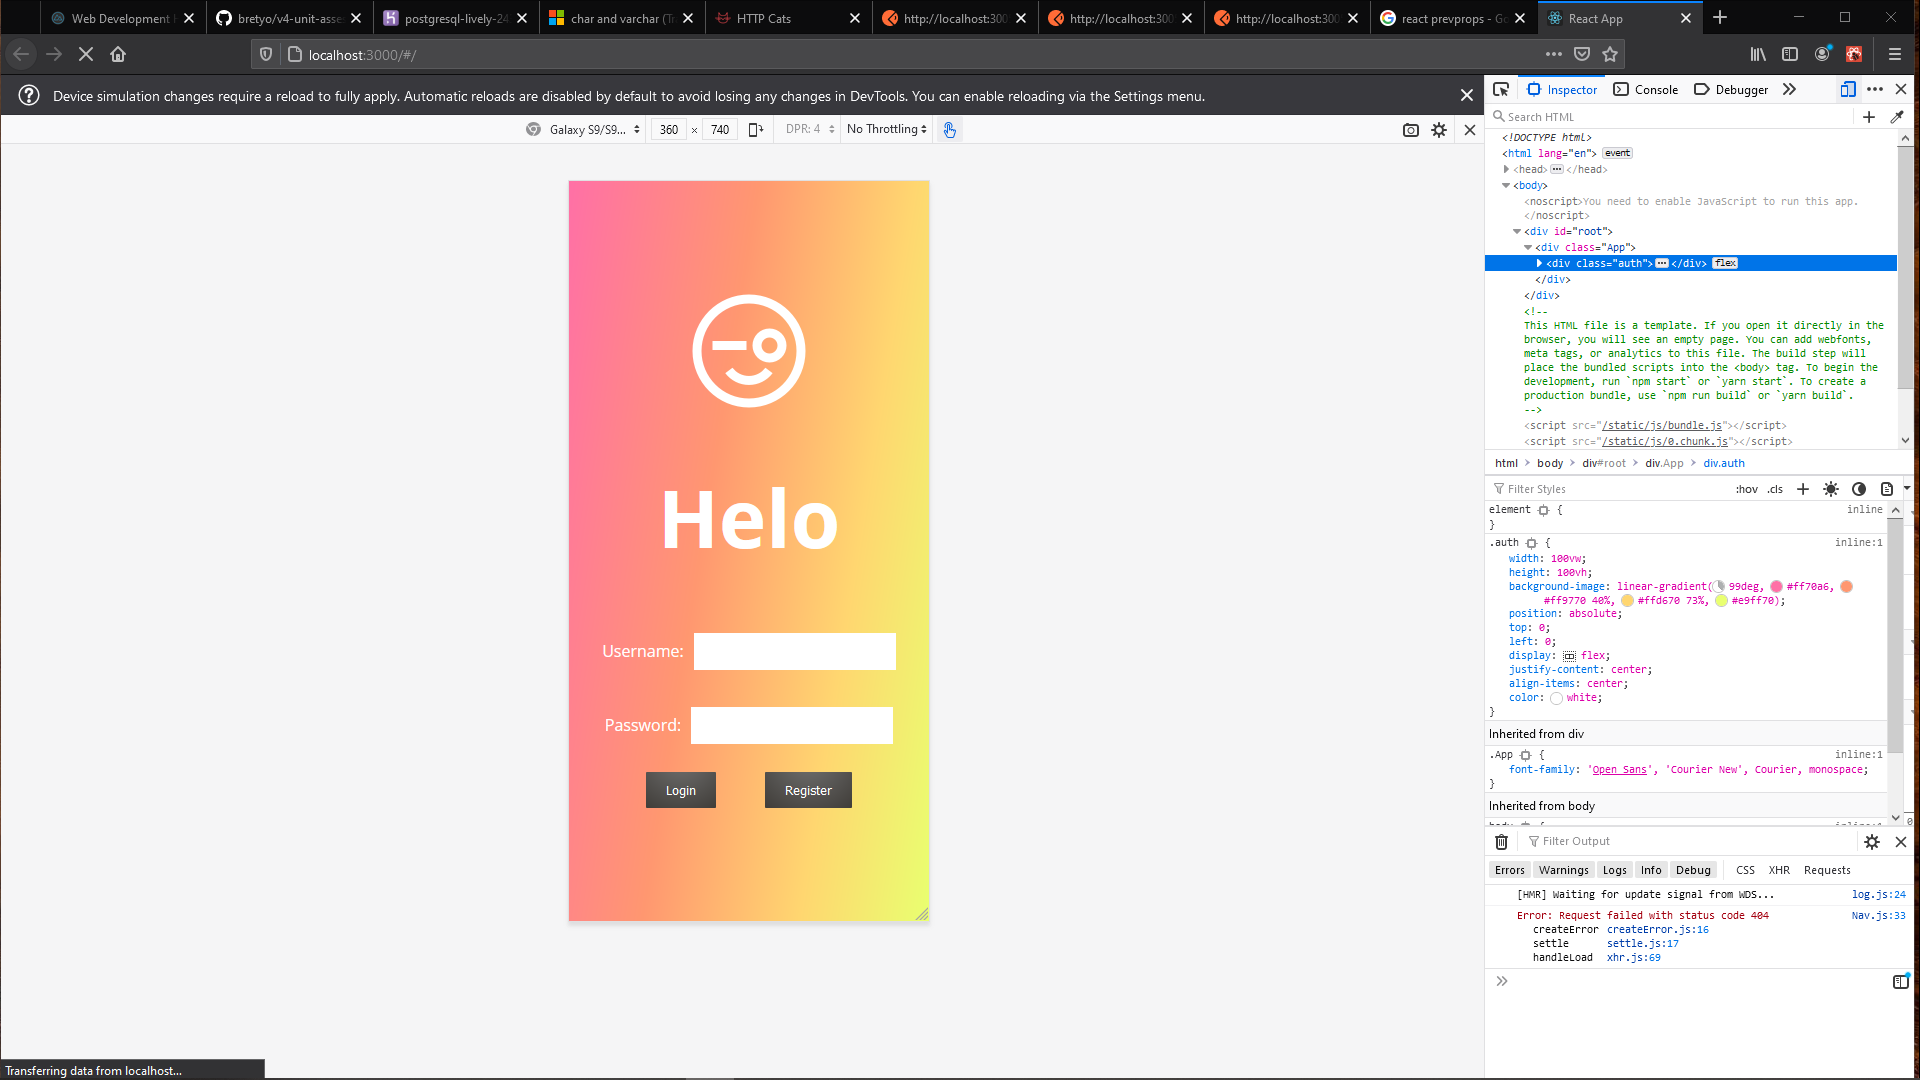 Web Development H
bretyo/v4-unit-asse
postgresql-lively-24
char and varchar (Tra
HTTP Cats
http://localhost:300
http://localhost:300
http://localhost:300
react prevprops - Go
React App
localhost:3000/#/
Device simulation changes require a reload to fully apply. Automatic reloads are disabled by default to avoid losing any changes in DevTools. You can enable reloading via the Settings menu.
Galaxy S9/S9... 360 × 740 DPR: 4 No Throttling
Helo
Username:
Password:
Login Register
Transferring data from localhost...
Inspector Console Debugger
Search HTML
<!DOCTYPE html>
<html lang="en"> event
<head> ··· </head>
<body>
<noscript>You need to enable JavaScript to run this app.
</noscript>
<div id="root">
<div class="App">
<div class="auth"> ··· </div> flex
</div>
</div>
<!--
This HTML file is a template. If you open it directly in the
browser, you will see an empty page. You can add webfonts,
meta tags, or analytics to this file. The build step will
place the bundled scripts into the <body> tag. To begin the
development, run `npm start` or `yarn start`. To create a
production bundle, use `npm run build` or `yarn build`.
-->
<script src="/static/js/bundle.js"></script>
<script src="/static/js/0.chunk.js"></script>
html > body > div#root > div.App > div.auth
Filter Styles :hov .cls
element { inline
}
.auth { inline:1
width: 100vw;
height: 100vh;
background-image: linear-gradient( 99deg, #ff70a6,
#ff9770 40%, #ffd670 73%, #e9ff70);
position: absolute;
top: 0;
left: 0;
display: flex;
justify-content: center;
align-items: center;
color: white;
}
Inherited from div
.App { inline:1
font-family: 'Open Sans', 'Courier New', Courier, monospace;
}
Inherited from body
Filter Output
Errors Warnings Logs Info Debug CSS XHR Requests
[HMR] Waiting for update signal from WDS... log.js:24
Error: Request failed with status code 404 Nav.js:33
createError createError.js:16
settle settle.js:17
handleLoad xhr.js:69